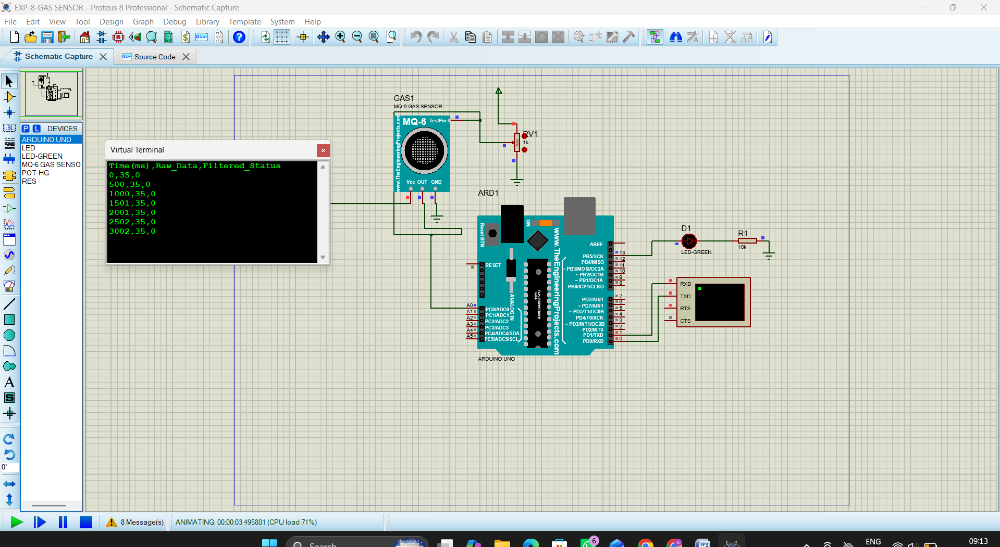 EXP-8-GAS SENSOR - Proteus 8 Professional - Schematic Capture
File Edit View Tool Design Graph Debug Library Template System Help
Schematic Capture
Source Code
P L DEVICES
ARDUINO UNO
LED
LED-GREEN
MQ-6 GAS SENSO
POT-HG
RES
LBL
A
S
0°
Virtual Terminal
Time(ms),Raw_Data,Filtered_Status
0,35,0
500,35,0
1000,35,0
1501,35,0
2001,35,0
2502,35,0
3002,35,0
GAS1
MQ-6 GAS SENSOR
MQ-6 TestPin
www.TheEngineeringProjects.com
Vcc OUT GND
RV1
1k
54%
ARD1
Reset BTN
ON
www.TheEngineeringProjects.com
RESET
AREF
PB5/SCK
PB4/MISO
~ PB3/MOSI/OC2A
~ PB2/OC1B
~ PB1/OC1A
PB0/ICP1/CLKO
13
12
11
10
9
8
1121
ATMEGA328P-PU
ANALOG IN
A0
A1
A2
A3
A4
A5
PC0/ADC0
PC1/ADC1
PC2/ADC2
PC3/ADC3
PC4/ADC4/SDA
PC5/ADC5/SCL
PD7/AIN1
~ PD7/AIN1
~ PD5/T1/OC0B
PD4/T0/XCK
~ PD3/INT1/OC2B
PD2/INT0
PD1/TXD
PD0/RXD
7
6
5
4
3
2
1
0
ARDUINO UNO
D1
LED-GREEN
R1
10k
RXD
TXD
RTS
CTS
8 Message(s)
ANIMATING: 00:00:03.495801 (CPU load 71%)
Search
6
A
ENG
09:13